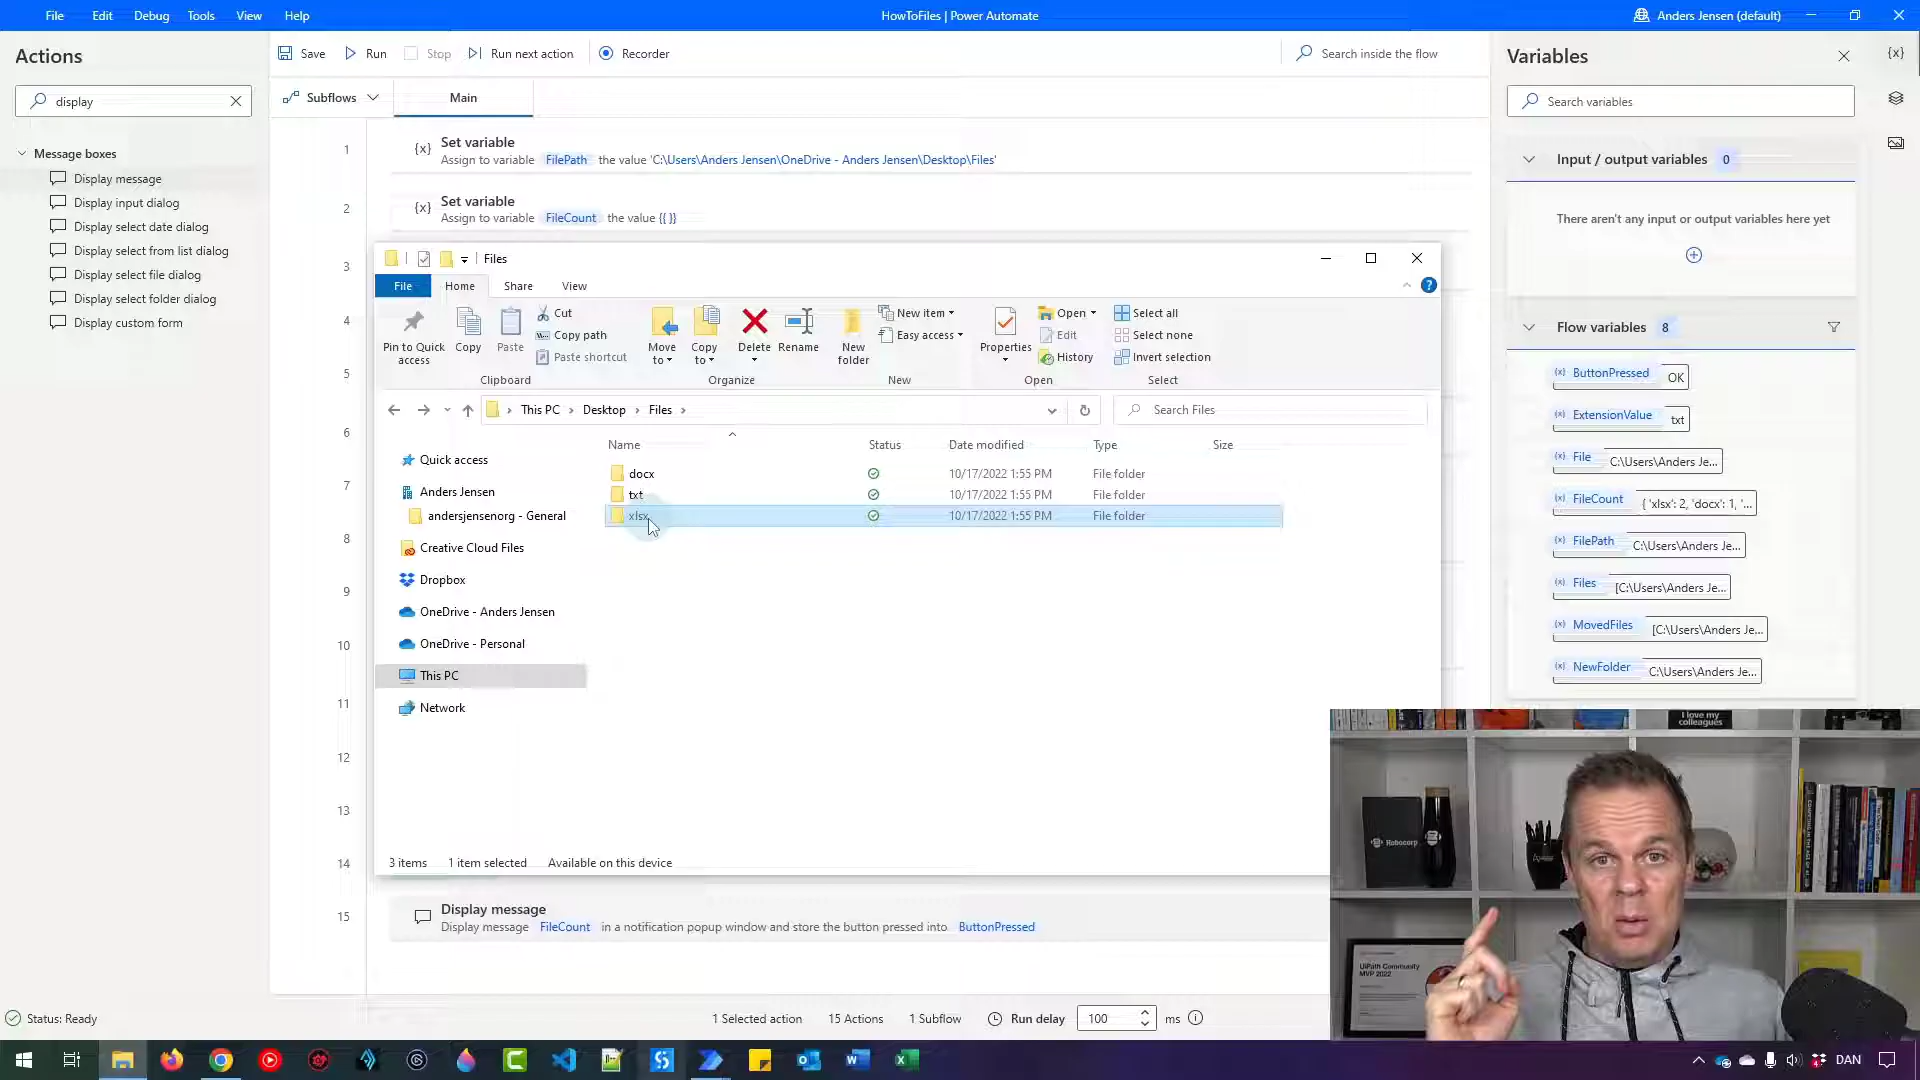 File Edit Debug Tools View Help
HowToFiles | Power Automate
Anders Jensen (default)
Actions
display
Message boxes
Display message
Display input dialog
Display select date dialog
Display select from list dialog
Display select file dialog
Display select folder dialog
Display custom form
Save Run Stop Run next action Recorder
Search inside the flow
Subflows Main
1
{x} Set variable
Assign to variable FilePath the value 'C:\Users\Anders Jensen\OneDrive - Anders Jensen\Desktop\Files'
2
{x} Set variable
Assign to variable FileCount the value {{ }}
3
4
5
6
7
8
9
10
11
12
13
14
15
Files
File Home Share View
Pin to Quick access
Copy
Paste
Cut
Copy path
Paste shortcut
Clipboard
Move to
Copy to
Delete
Rename
Organize
New folder
New item
Easy access
New
Properties
Open
Edit
History
Open
Select all
Select none
Invert selection
Select
This PC > Desktop > Files >
Search Files
Name Status Date modified Type Size
docx 10/17/2022 1:55 PM File folder
txt 10/17/2022 1:55 PM File folder
xlsx 10/17/2022 1:55 PM File folder
Quick access
Anders Jensen
andersjensenorg - General
Creative Cloud Files
Dropbox
OneDrive - Anders Jensen
OneDrive - Personal
This PC
Network
3 items 1 item selected Available on this device
Display message
Display message FileCount in a notification popup window and store the button pressed into ButtonPressed
Variables
{x}
Search variables
Input / output variables 0
There aren't any input or output variables here yet
Flow variables 8
(x) ButtonPressed OK
(x) ExtensionValue txt
(x) File C:\Users\Anders Je...
(x) FileCount { 'xlsx': 2, 'docx': 1, '...
(x) FilePath C:\Users\Anders Je...
(x) Files [C:\Users\Anders Je...
(x) MovedFiles [C:\Users\Anders Je...
(x) NewFolder C:\Users\Anders Je...
I love my
colleagues
Robocorp
UiPath Community
MVP 2022
Status: Ready
1 Selected action 15 Actions 1 Subflow Run delay 100 ms
DAN